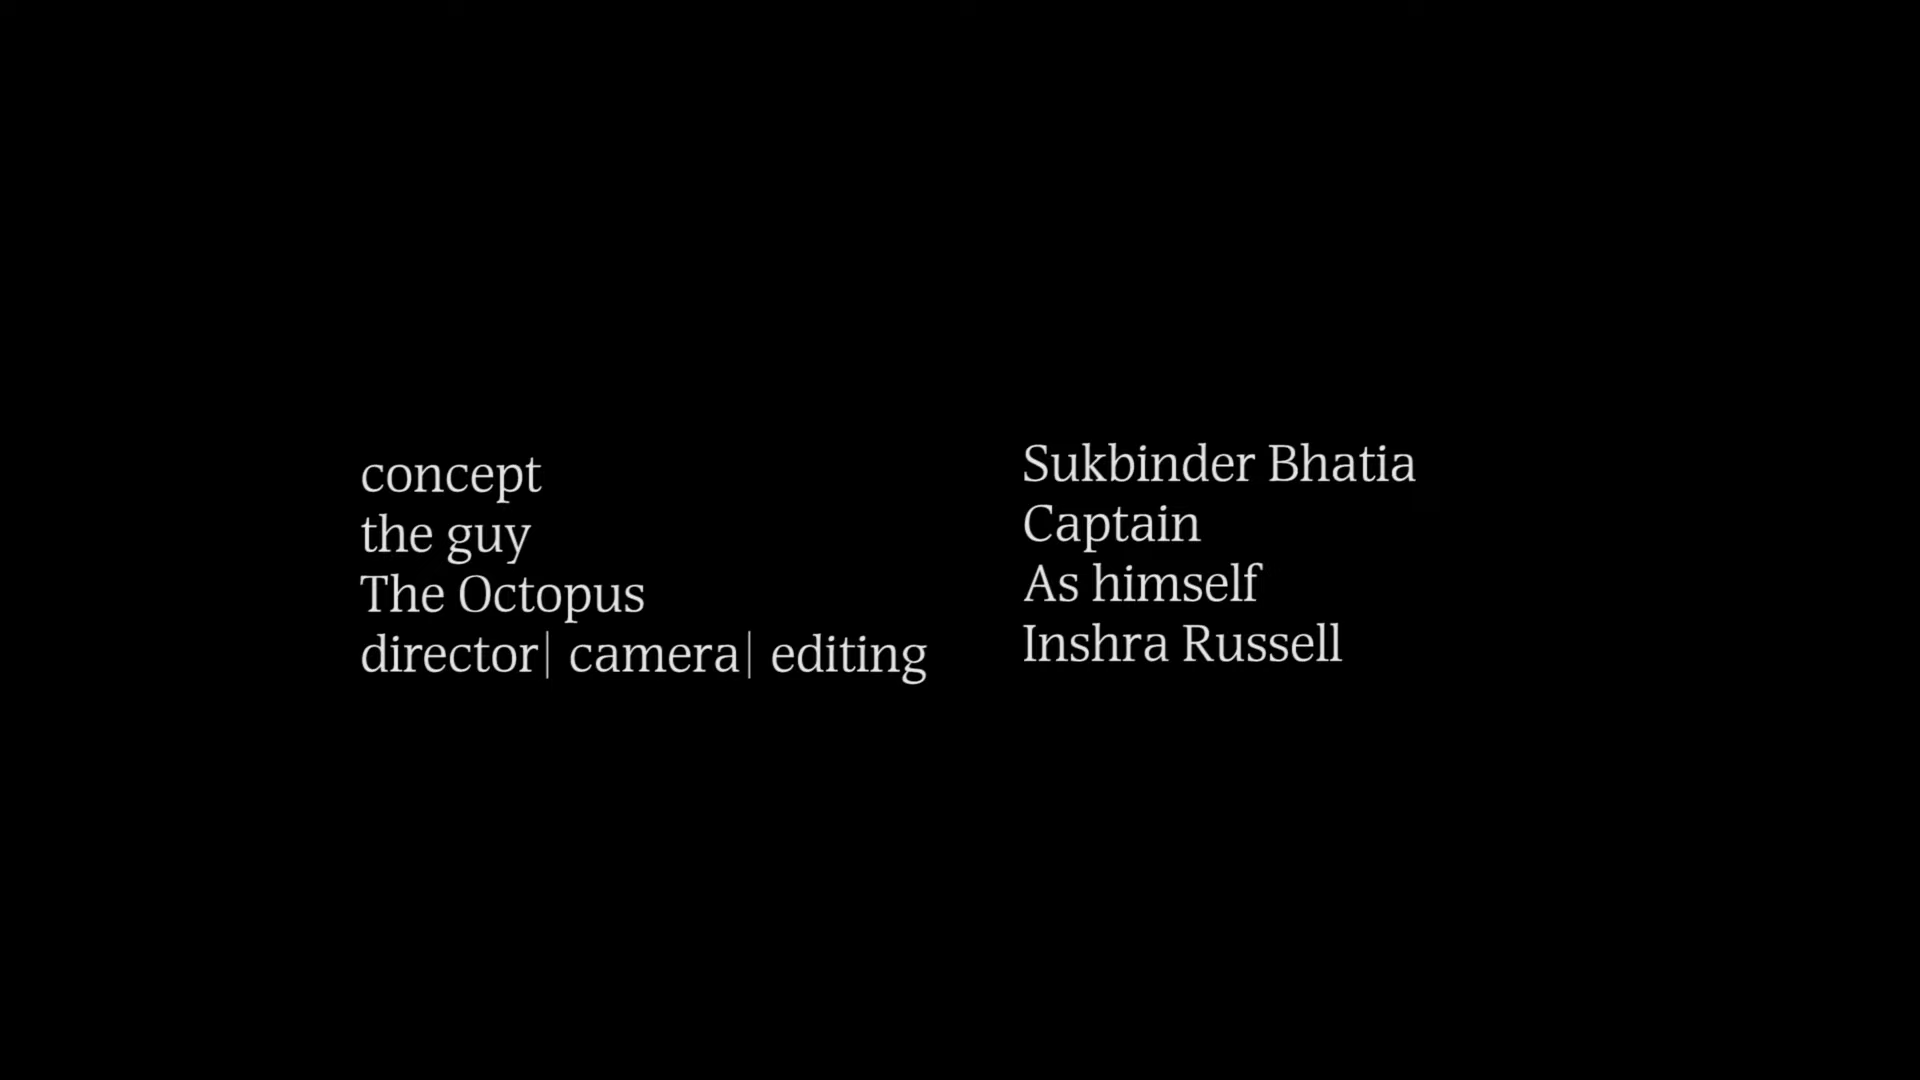 concept
the guy
The Octopus
director| camera| editing
Sukbinder Bhatia
Captain
As himself
Inshra Russell